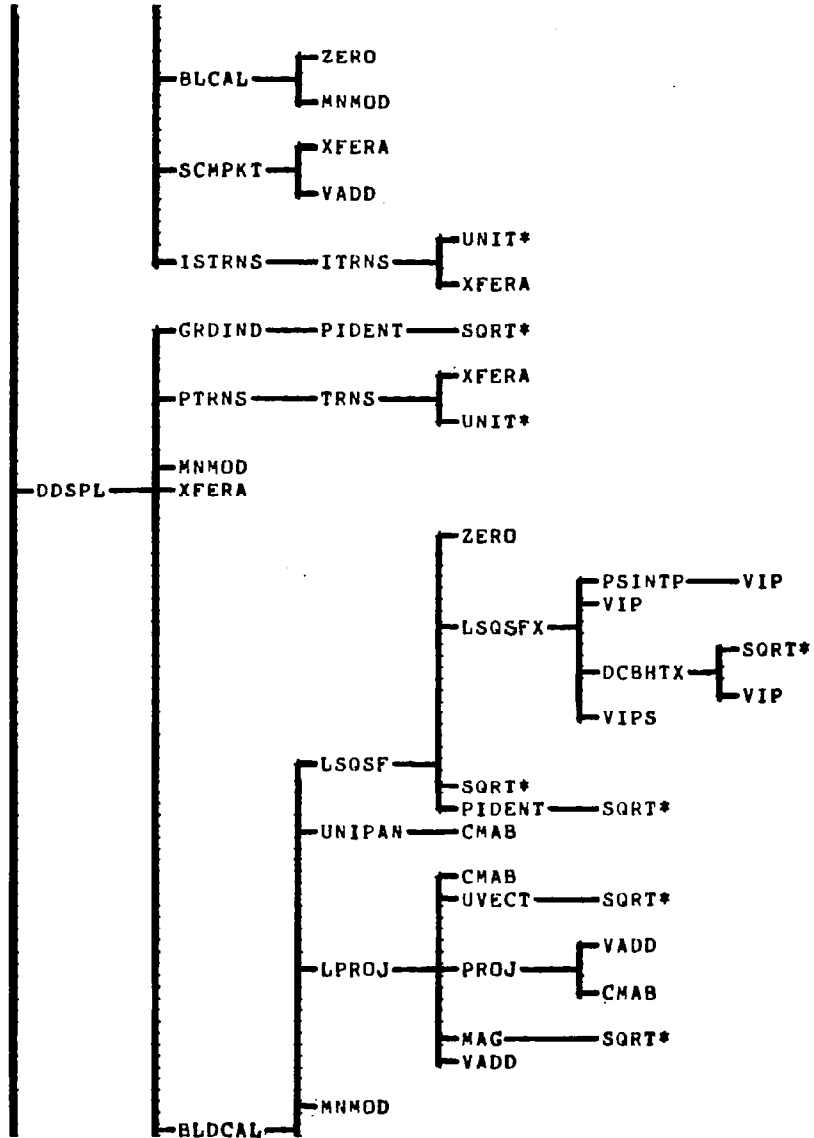 ZERO
BLCAL
MNMOD
XFERA
SCMPKT
VADD
UNIT*
ISTRNS ITRNS
XFERA
GRDIND PIDENT SQRT*
XFERA
PTRNS TRNS
UNIT*
MNMOD
DDSPL XFERA
ZERO
PSINTP VIP
VIP
LSQSFX
SQRT*
DCBHTX
VIP
VIPS
LSQSF
SQRT*
PIDENT SQRT*
UNIPAN CMAB
CMAB
UVECT SQRT*
VADD
LPROJ PROJ
CMAB
MAG SQRT*
VADD
MNMOD
BLDCAL